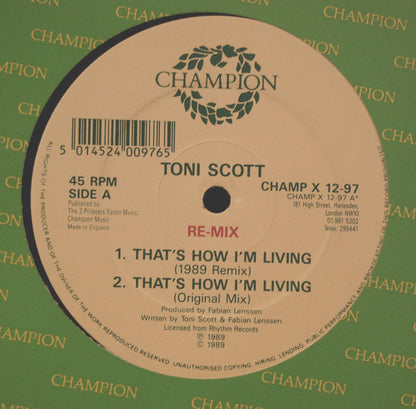 CHAMPION
5 014524 009765
TONI SCOTT
45 RPM
SIDE A
Published by
The 2 Pinieters Eaton Music/
Champion Music
Made in England
CHAMP X 12-97
CHAMP X 12-97 A*
181 High Street, Harlesden,
London NW10
01-961 5202
Telex: 295441
RE-MIX
1. THAT'S HOW I'M LIVING
(1989 Remix)
2. THAT'S HOW I'M LIVING
(Original Mix)
Produced by Fabian Lenssen
Written by Toni Scott & Fabian Lenssen
Licensed from Rhythm Records
℗ 1989
© 1989
ALL RIGHTS OF THE PRODUCER AND OF THE OWNER OF THE WORK REPRODUCED RESERVED. UNAUTHORISED COPYING, HIRING, LENDING, PUBLIC PERFORMANCE AND BROADCASTING
CHAMPION
CHAMPION
CHAMPION
CHAMPION
CHAMPION
CHAMPION